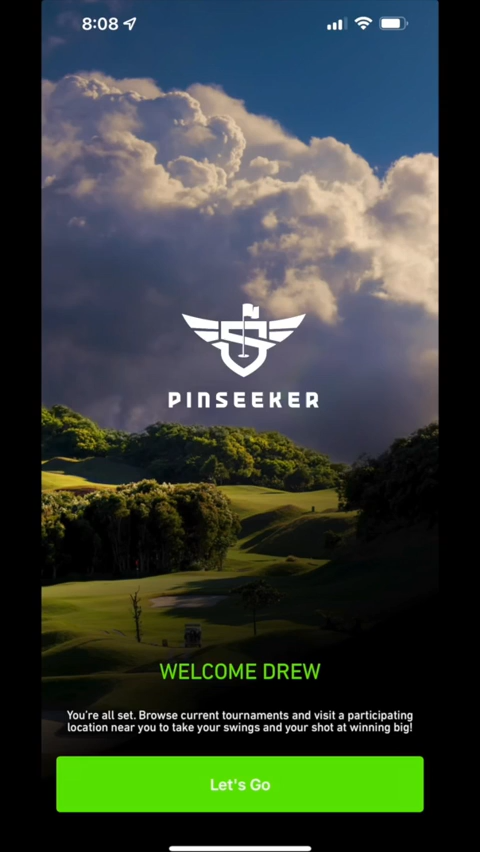 8:08
PINSEEKER
WELCOME DREW
You're all set. Browse current tournaments and visit a participating
location near you to take your swings and your shot at winning big!
Let's Go